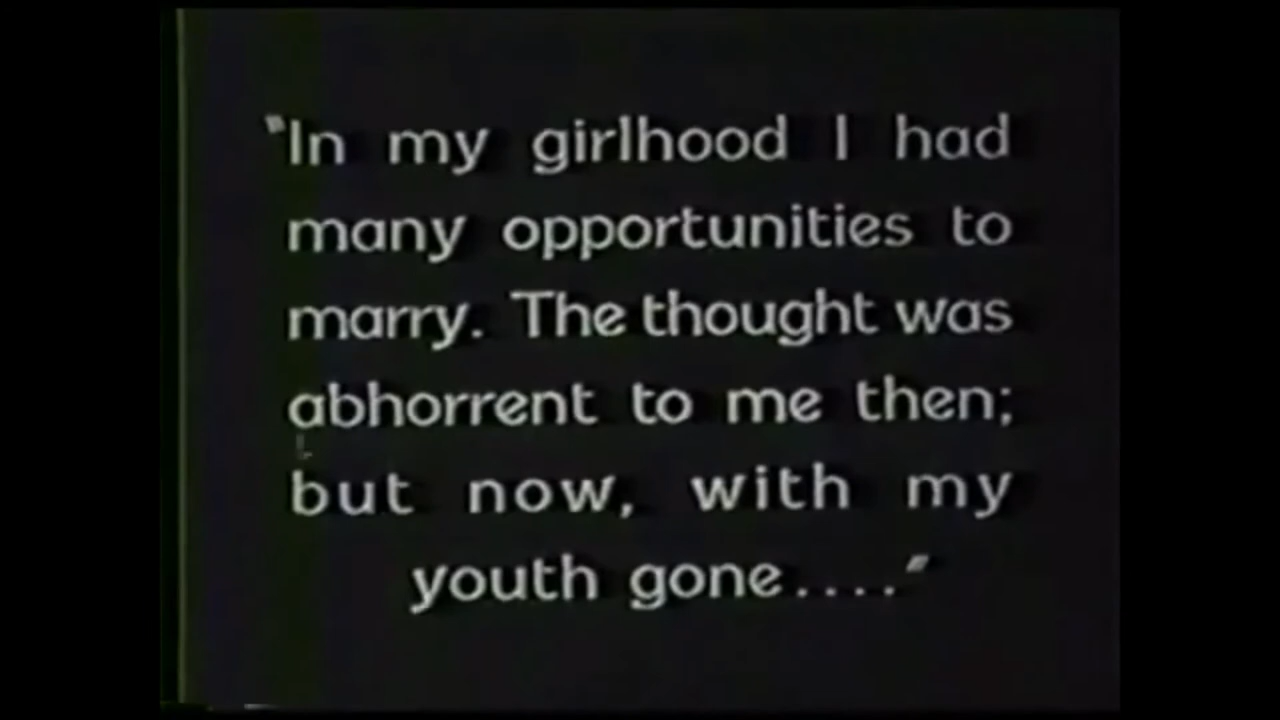 "In my girlhood I had
many opportunities to
marry. The thought was
abhorrent to me then;
but now, with my
youth gone...."